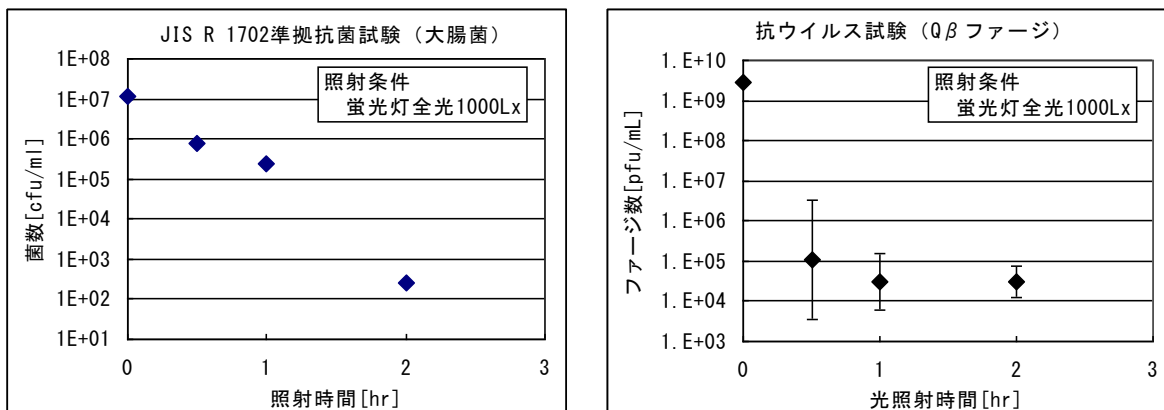 JIS R 1702準拠抗菌試験（大腸菌）
1E+08
1E+07
1E+06
1E+05
1E+04
1E+03
1E+02
1E+01
菌数[cfu/ml]
照射条件
蛍光灯全光1000Lx
0
1
2
3
照射時間[hr]
抗ウイルス試験（Qβファージ）
1.E+10
1.E+09
1.E+08
1.E+07
1.E+06
1.E+05
1.E+04
1.E+03
ファージ数[pfu/mL]
照射条件
蛍光灯全光1000Lx
0
1
2
3
光照射時間[hr]